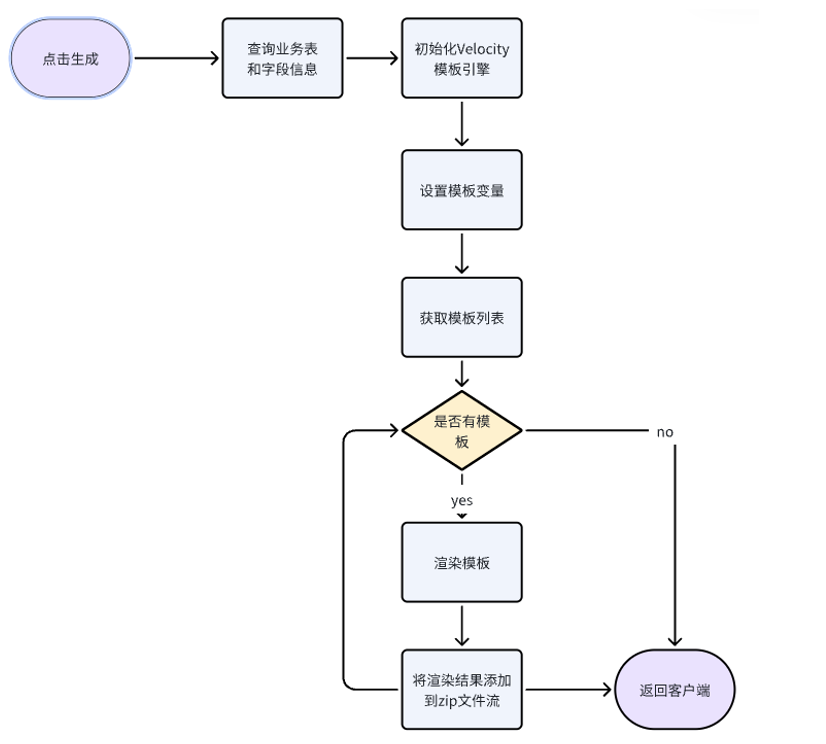 点击生成
查询业务表
和字段信息
初始化Velocity
模板引擎
设置模板变量
获取模板列表
是否有模
板
no
yes
渲染模板
将渲染结果添加
到zip文件流
返回客户端